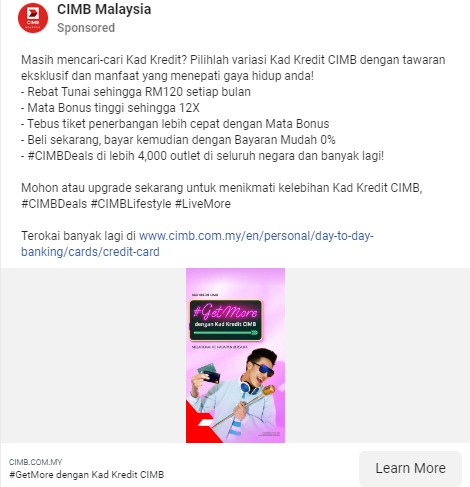 CIMB Malaysia
Sponsored
Masih mencari-cari Kad Kredit? Pilihlah variasi Kad Kredit CIMB dengan tawaran
eksklusif dan manfaat yang menepati gaya hidup anda!
- Rebat Tunai sehingga RM120 setiap bulan
- Mata Bonus tinggi sehingga 12X
- Tebus tiket penerbangan lebih cepat dengan Mata Bonus
- Beli sekarang, bayar kemudian dengan Bayaran Mudah 0%
- #CIMBDeals di lebih 4,000 outlet di seluruh negara dan banyak lagi!
Mohon atau upgrade sekarang untuk menikmati kelebihan Kad Kredit CIMB,
#CIMBDeals #CIMBLifestyle #LiveMore
Terokai banyak lagi di www.cimb.com.my/en/personal/day-to-day-
banking/cards/credit-card
KAD KREDIT CIMB
#GetMore
dengan Kad Kredit CIMB
CIMB.COM.MY
#GetMore dengan Kad Kredit CIMB
Learn More